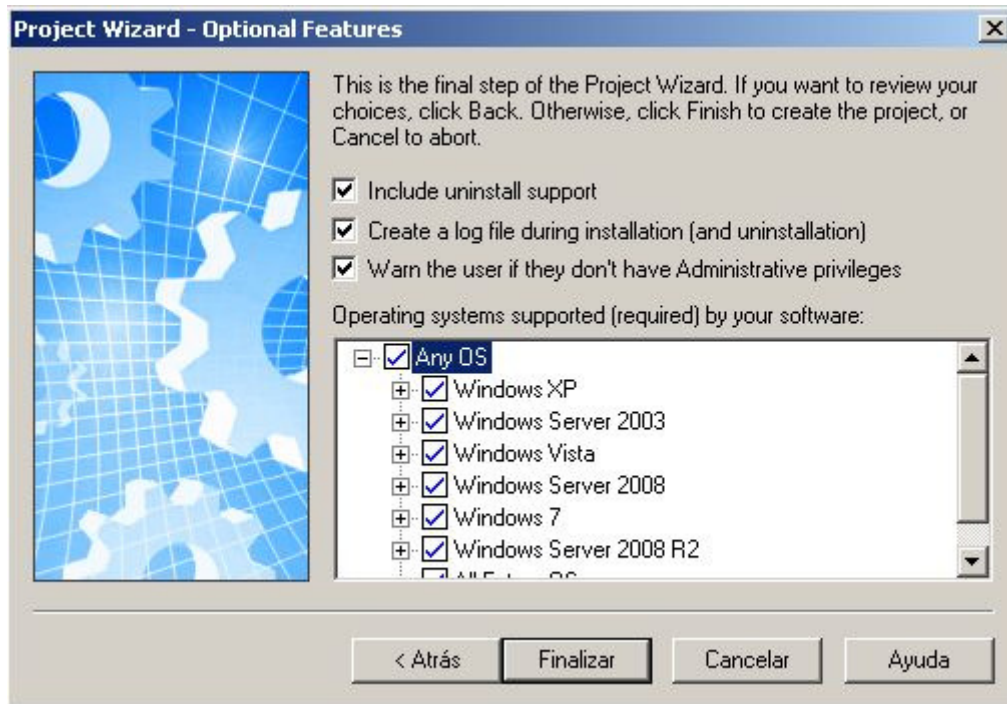 Project Wizard - Optional Features
This is the final step of the Project Wizard. If you want to review your
choices, click Back. Otherwise, click Finish to create the project, or
Cancel to abort.
Include uninstall support
Create a log file during installation (and uninstallation)
Warn the user if they don't have Administrative privileges
Operating systems supported (required) by your software:
Any OS
Windows XP
Windows Server 2003
Windows Vista
Windows Server 2008
Windows 7
Windows Server 2008 R2
< Atrás
Finalizar
Cancelar
Ayuda